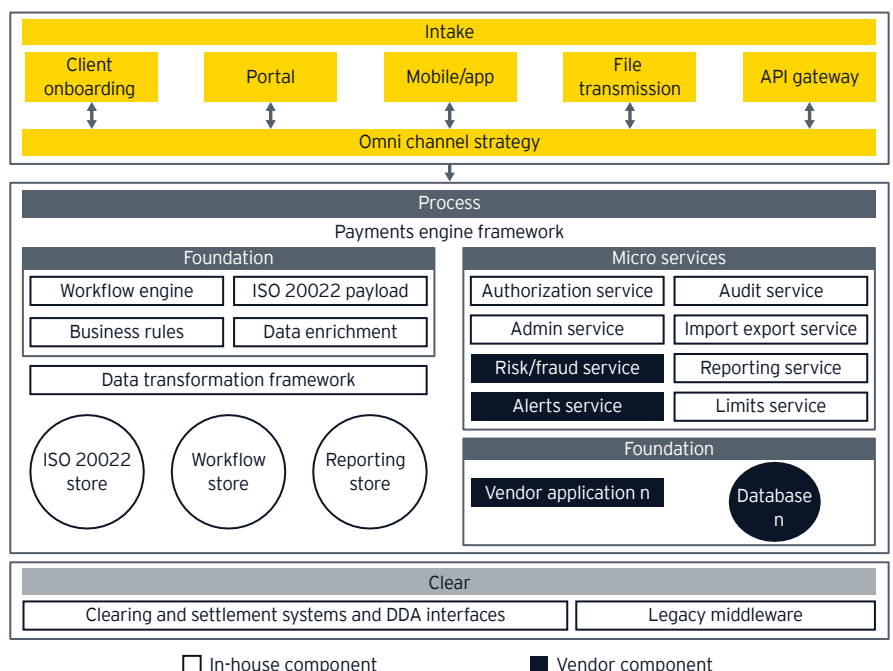 Intake
Client
onboarding
Portal
Mobile/app
File
transmission
API gateway
Omni channel strategy
Process
Payments engine framework
Foundation
Workflow engine
ISO 20022 payload
Business rules
Data enrichment
Data transformation framework
ISO 20022
store
Workflow
store
Reporting
store
Micro services
Authorization service
Audit service
Admin service
Import export service
Risk/fraud service
Reporting service
Alerts service
Limits service
Foundation
Vendor application n
Database
n
Clear
Clearing and settlement systems and DDA interfaces
Legacy middleware
In-house component
Vendor component